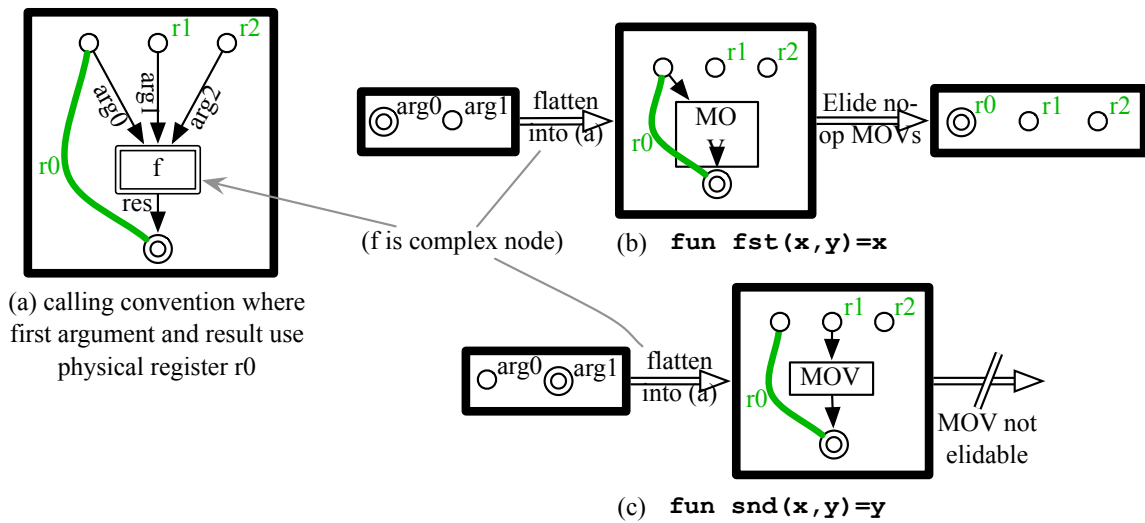 r1
r2
arg0
arg1
arg2
r0
f
res
(a) calling convention where
first argument and result use
physical register r0
arg0
arg1
flatten
into (a)
r1
r2
MO
V
r0
Elide no-
op MOVs
r0
r1
r2
(b) fun fst(x,y)=x
(f is complex node)
arg0
arg1
flatten
into (a)
r1
r2
MOV
r0
MOV not
elidable
(c) fun snd(x,y)=y